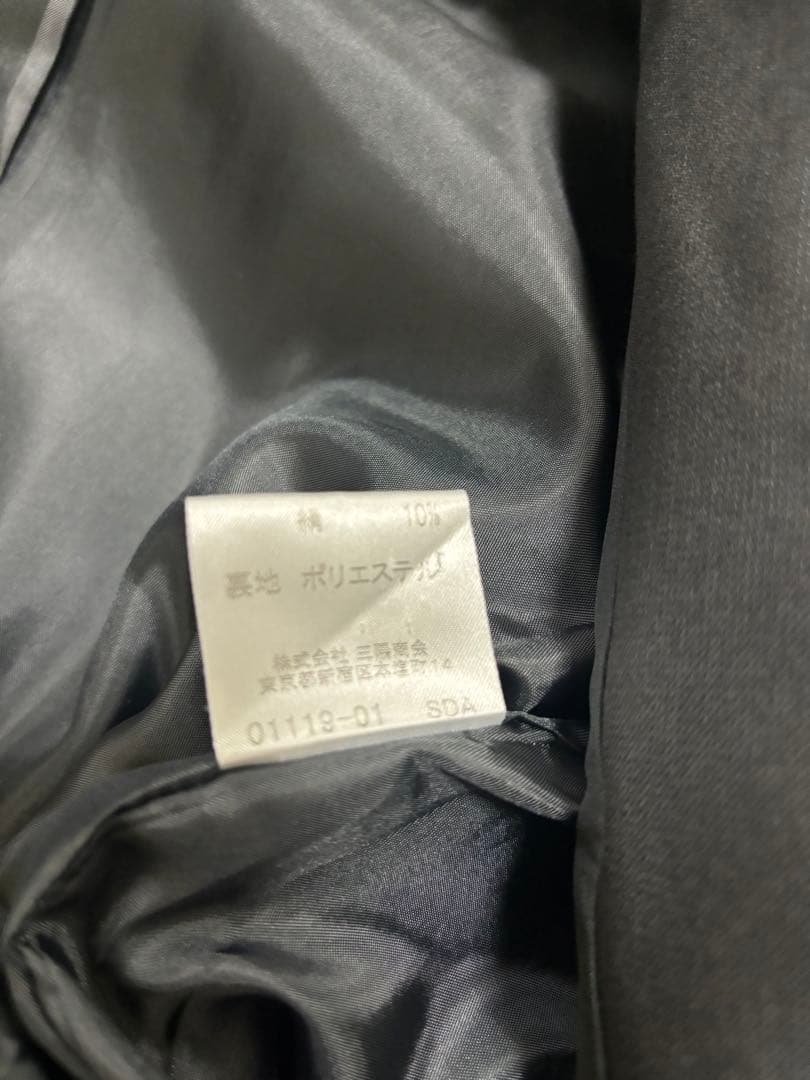 絹 10%
裏地 ポリエステル
株式会社 三陽商会
東京都新宿区本塩町14
01119-01 SDA